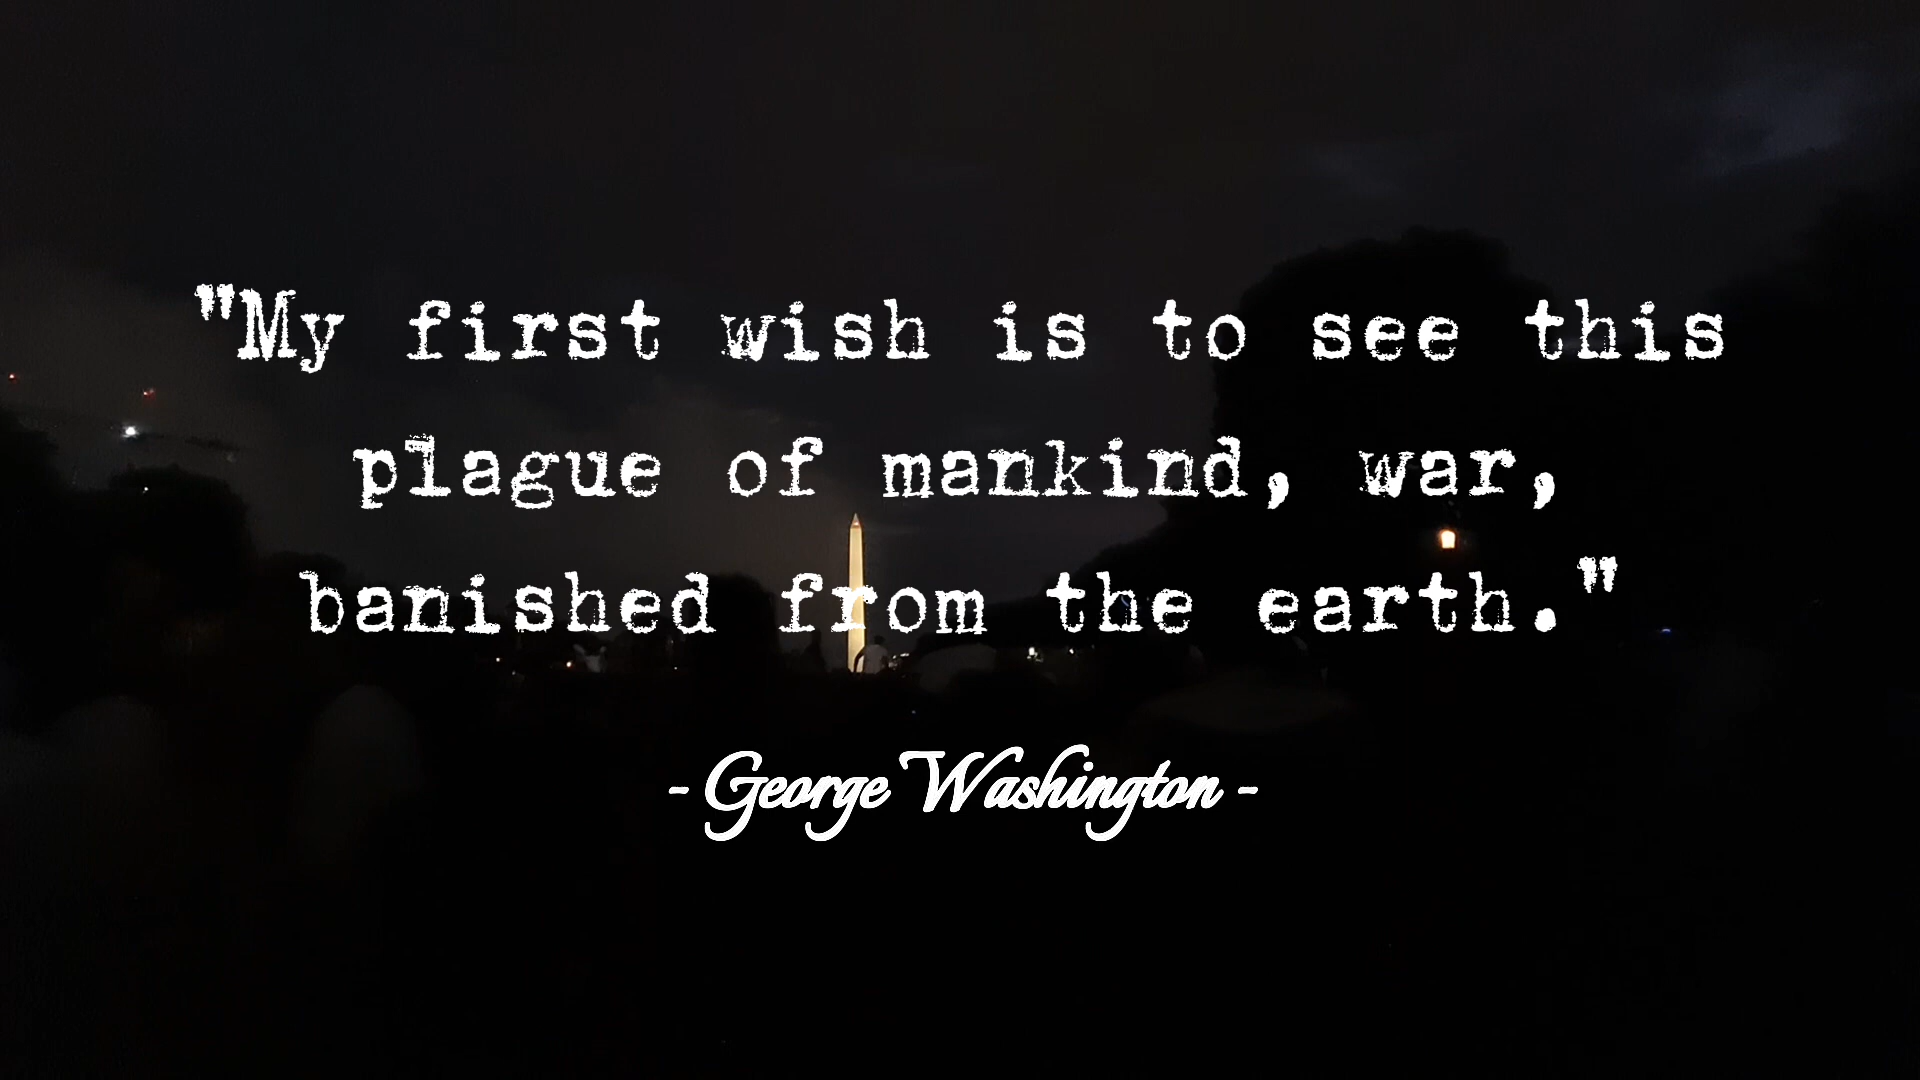 "My first wish is to see this
plague of mankind, war,
banished from the earth."
- George Washington -